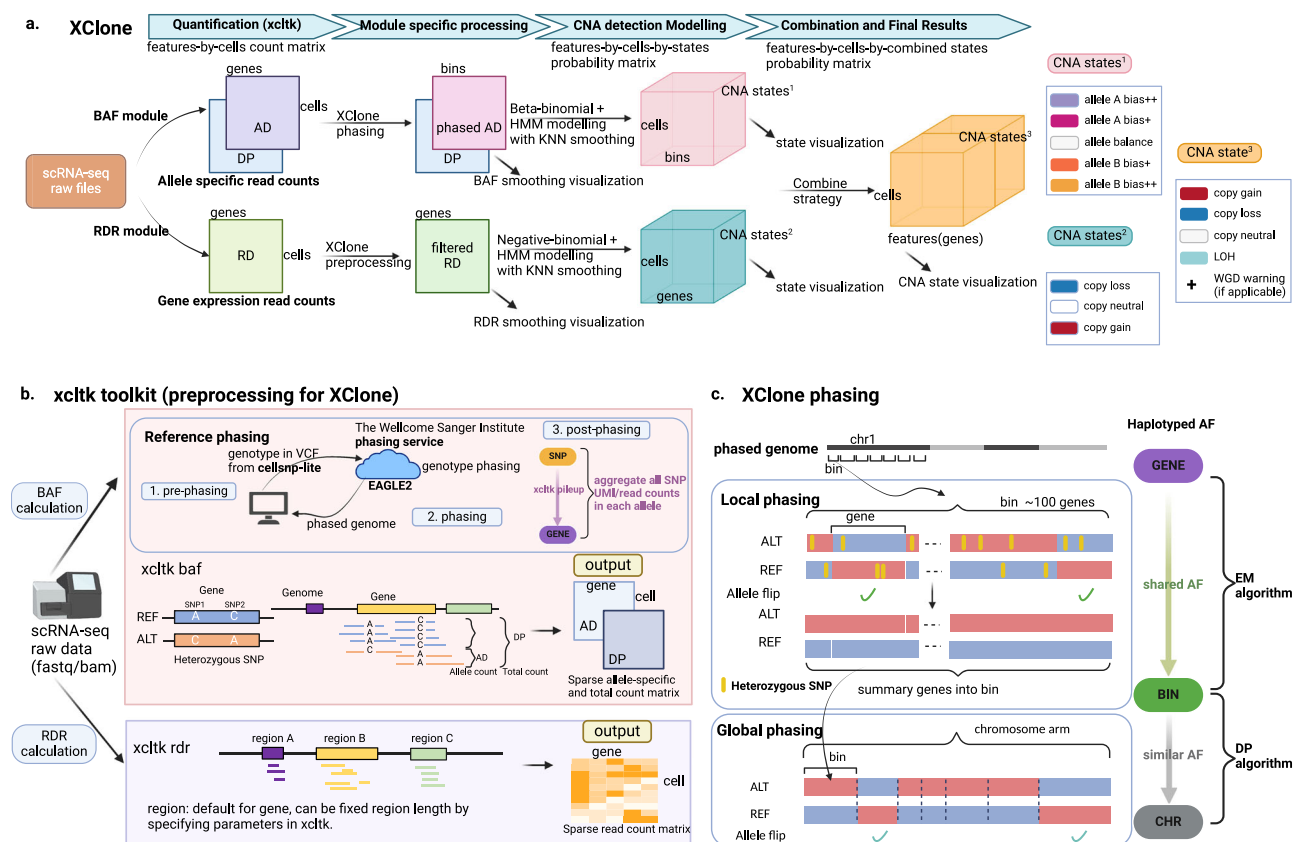 a. XClone
Quantification (xcltk)
Module specific processing
CNA detection Modelling
Combination and Final Results
features-by-cells count matrix
features-by-cells-by-states
probability matrix
features-by-cells-by-combined states
probability matrix
scRNA-seq
raw files
BAF module
RDR module
genes
cells
AD
DP
Allele specific read counts
XClone
phasing
bins
phased AD
DP
Beta-binomial +
HMM modelling
with KNN smoothing
BAF smoothing visualization
CNA states1
cells
bins
state visualization
genes
RD
cells
Gene expression read counts
XClone
preprocessing
genes
filtered
RD
Negative-binomial +
HMM modelling
with KNN smoothing
RDR smoothing visualization
CNA states2
cells
genes
state visualization
Combine
strategy
CNA states3
cells
features(genes)
CNA state visualization
CNA states1
allele A bias++
allele A bias+
allele balance
allele B bias+
allele B bias++
CNA states2
copy loss
copy neutral
copy gain
CNA state3
copy gain
copy loss
copy neutral
LOH
+ WGD warning
(if applicable)
b. xcltk toolkit (preprocessing for XClone)
BAF
calculation
scRNA-seq
raw data
(fastq/bam)
RDR
calculation
Reference phasing
genotype in VCF
from cellsnp-lite
The Wellcome Sanger Institute
phasing service
genotype phasing
EAGLE2
1. pre-phasing
phased genome
2. phasing
3. post-phasing
SNP
xcltk pileup
GENE
aggregate all SNP
UMI/read counts
in each allele
xcltk baf
Gene
SNP1 SNP2
REF A C
ALT C A
Heterozygous SNP
Genome
Gene
A
A
A
C
C
C
C
C
A
A
AD
Allele count
DP
Total count
output
gene
cell
AD
DP
Sparse allele-specific
and total count matrix
xcltk rdr
region A
region B
region C
output
gene
cell
Sparse read count matrix
region: default for gene, can be fixed region length by
specifying parameters in xcltk.
c. XClone phasing
phased genome
chr1
bin
Local phasing
bin ~100 genes
gene
ALT
REF
Allele flip
ALT
REF
Heterozygous SNP
summary genes into bin
Global phasing
chromosome arm
bin
ALT
REF
Allele flip
Haplotyped AF
GENE
shared AF
EM
algorithm
BIN
similar AF
DP
algorithm
CHR